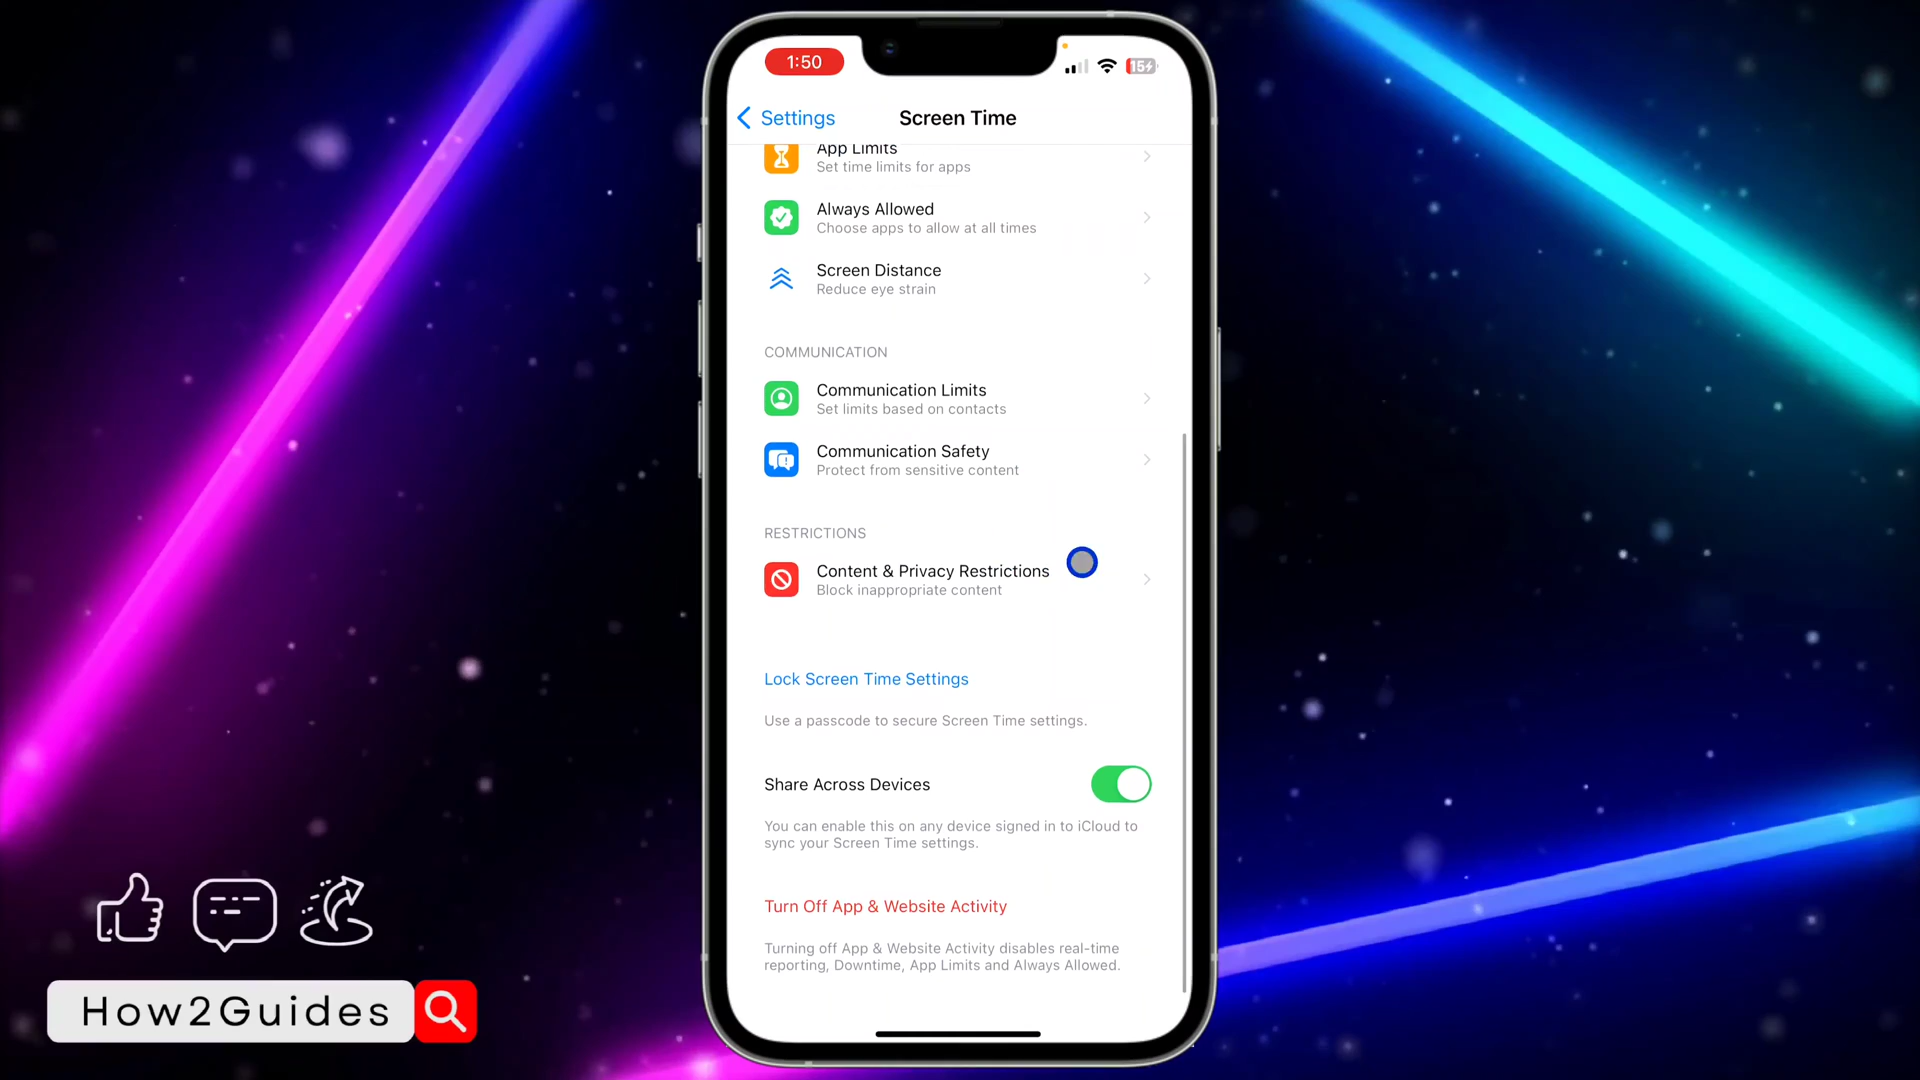 1:50
15
Settings
Screen Time
App Limits
Set time limits for apps
Always Allowed
Choose apps to allow at all times
Screen Distance
Reduce eye strain
COMMUNICATION
Communication Limits
Set limits based on contacts
Communication Safety
Protect from sensitive content
RESTRICTIONS
Content & Privacy Restrictions
Block inappropriate content
Lock Screen Time Settings
Use a passcode to secure Screen Time settings.
Share Across Devices
You can enable this on any device signed in to iCloud to
sync your Screen Time settings.
Turn Off App & Website Activity
Turning off App & Website Activity disables real-time
reporting, Downtime, App Limits and Always Allowed.
How2Guides